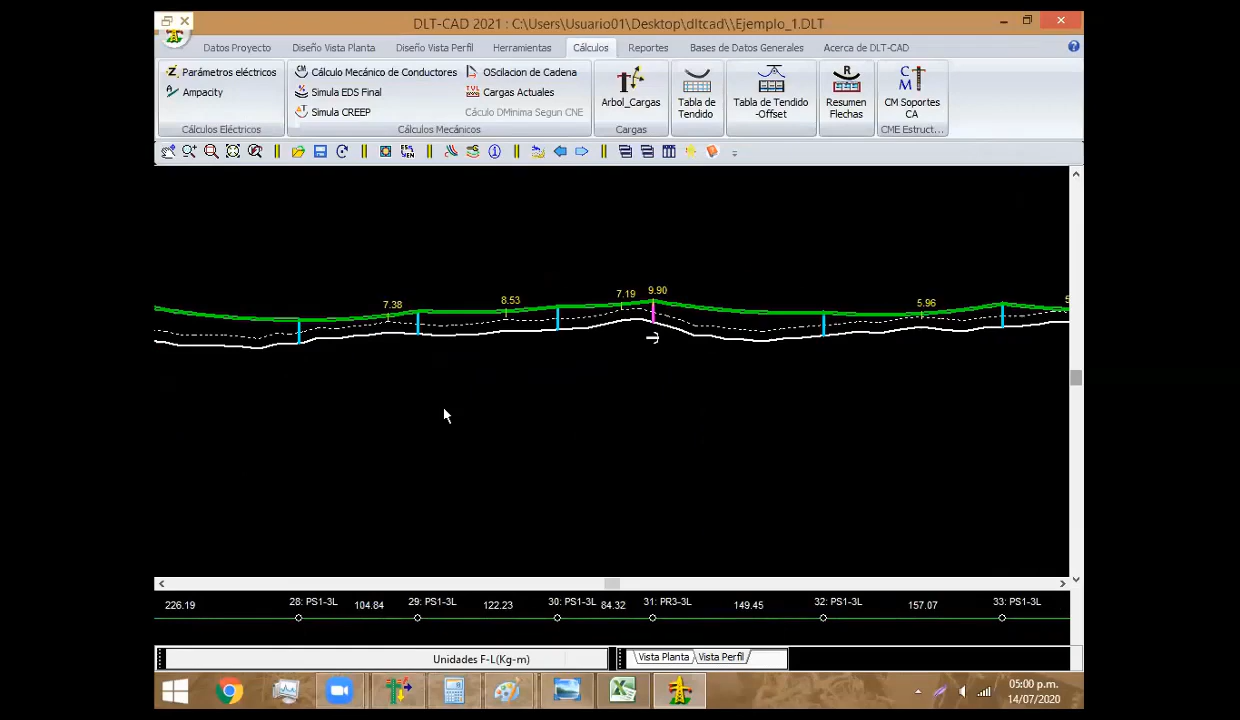 DLT-CAD 2021 : C:\Users\Usuario01\Desktop\dltcad\\Ejemplo_1.DLT
Datos Proyecto Diseño Vista Planta Diseño Vista Perfil Herramientas Cálculos Reportes Bases de Datos Generales Acerca de DLT-CAD
Parámetros eléctricos
Ampacity
Cálculos Eléctricos
Cálculo Mecánico de Conductores
Simula EDS Final
Simula CREEP
OScilacion de Cadena
Cargas Actuales
Cáculo DMinima Segun CNE
Cálculos Mecánicos
Arbol_Cargas
Cargas
Tabla de
Tendido
Tabla de Tendido
-Offset
Resumen
Flechas
CM Soportes
CA
CME Estruct...
7.38 8.53 7.19 9.90 5.96
226.19 28: PS1-3L 104.84 29: PS1-3L 122.23 30: PS1-3L 84.32 31: PR3-3L 149.45 32: PS1-3L 157.07 33: PS1-3L
Unidades F-L(Kg-m)
Vista Planta Vista Perfil
05:00 p.m.
14/07/2020